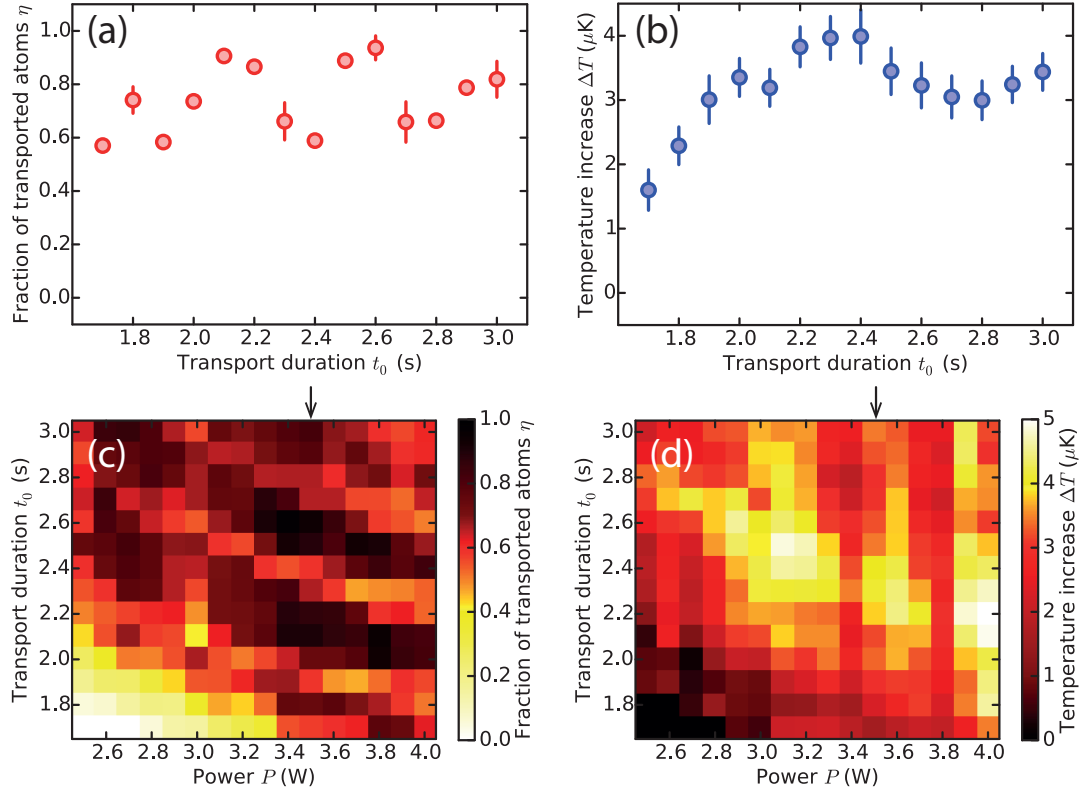 (a)
Fraction of transported atoms η
1.0
0.8
0.6
0.4
0.2
0.0
1.8 2.0 2.2 2.4 2.6 2.8 3.0
Transport duration t0 (s)
(b)
Temperature increase ΔT (μK)
4
3
2
1
0
1.8 2.0 2.2 2.4 2.6 2.8 3.0
Transport duration t0 (s)
(c)
Transport duration t0 (s)
3.0
2.8
2.6
2.4
2.2
2.0
1.8
2.6 2.8 3.0 3.2 3.4 3.6 3.8 4.0
Power P (W)
1.0
0.8
0.6
0.4
0.2
0.0
Fraction of transported atoms η
(d)
Transport duration t0 (s)
3.0
2.8
2.6
2.4
2.2
2.0
1.8
2.6 2.8 3.0 3.2 3.4 3.6 3.8 4.0
Power P (W)
5
4
3
2
1
0
Temperature increase ΔT (μK)